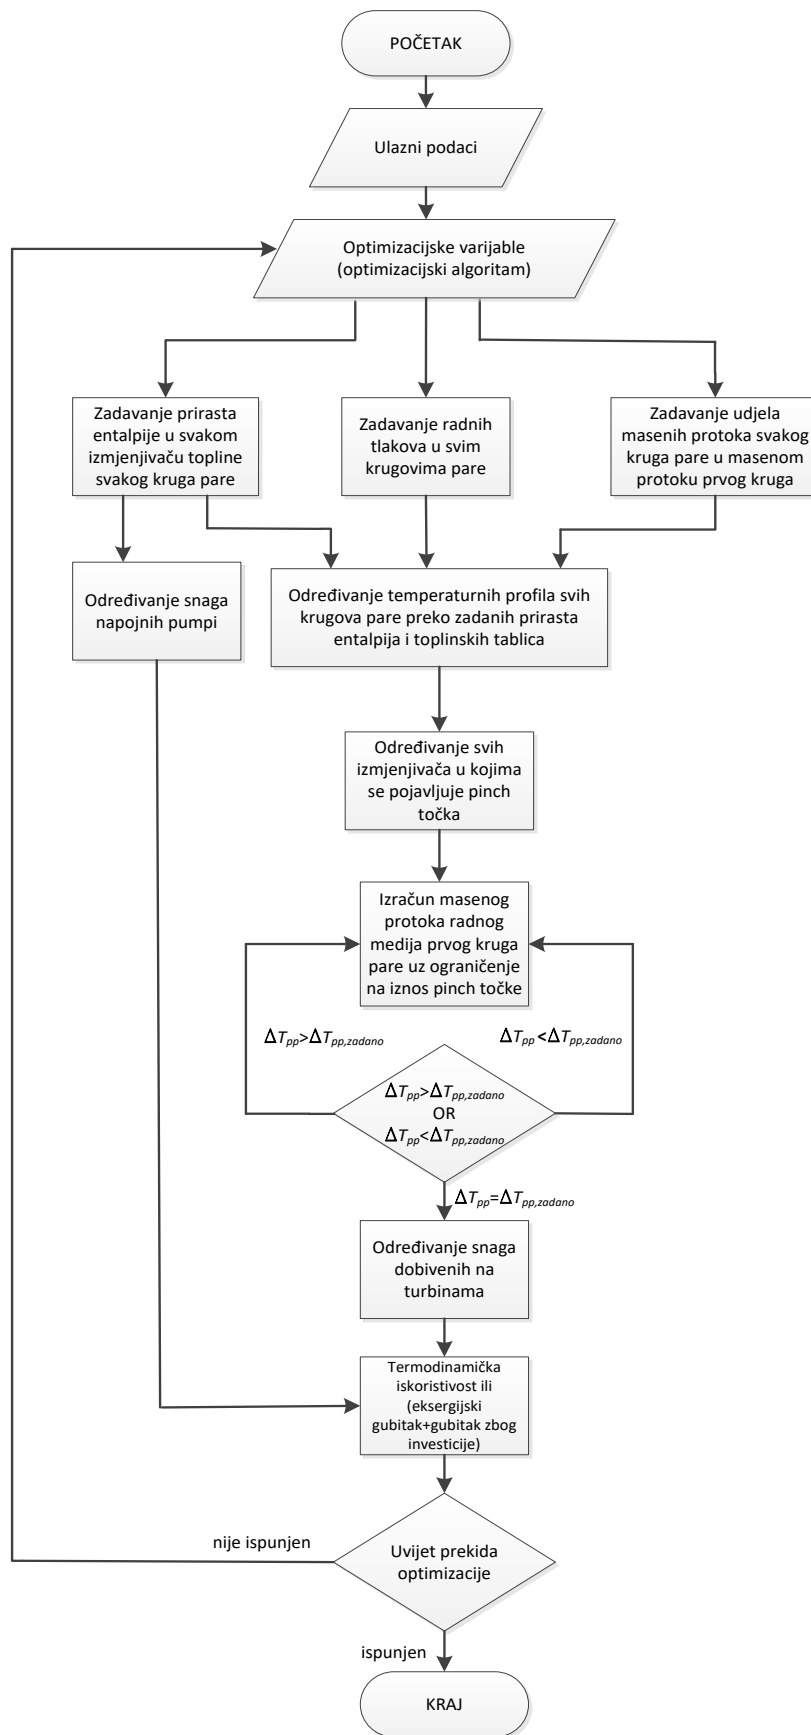 POČETAK
Ulazni podaci
Optimizacijske varijable
(optimizacijski algoritam)
Zadavanje prirasta
entalpije u svakom
izmjenjivaču topline
svakog kruga pare
Zadavanje radnih
tlakova u svim
krugovima pare
Zadavanje udjela
masenih protoka svakog
kruga pare u masenom
protoku prvog kruga
Određivanje snaga
napojnih pumpi
Određivanje temperaturnih profila svih
krugova pare preko zadanih prirasta
entalpija i toplinskih tablica
Određivanje svih
izmjenjivača u kojima
se pojavljuje pinch
točka
Izračun masenog
protoka radnog
medija prvog kruga
pare uz ograničenje
na iznos pinch točke
ΔTpp>ΔTpp,zadano
ΔTpp<ΔTpp,zadano
ΔTpp>ΔTpp,zadano
OR
ΔTpp<ΔTpp,zadano
ΔTpp=ΔTpp,zadano
Određivanje snaga
dobivenih na
turbinama
Termodinamička
iskoristivost ili
(eksergijski
gubitak+gubitak zbog
investicije)
nije ispunjen
Uvijet prekida
optimizacije
ispunjen
KRAJ